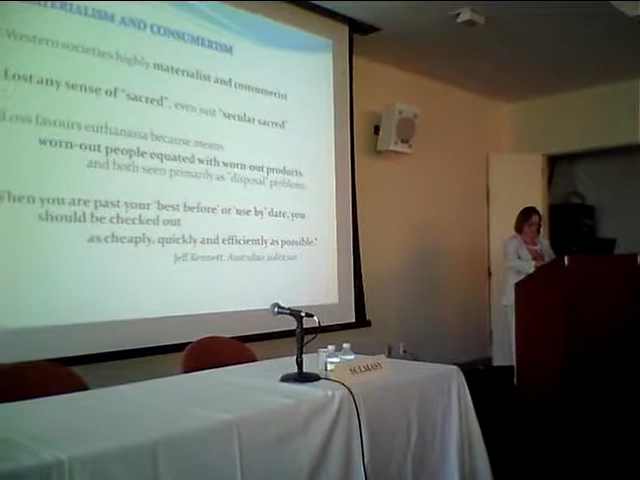 MATERIALISM AND CONSUMERISM
Western societies highly materialist and consumerist
Lost any sense of "sacred", even just "secular sacred"
Loss favours euthanasia because means
worn-out people equated with worn-out products
and both seen primarily as "disposal" problems
When you are past your 'best before' or 'use by' date, you
should be checked out
as cheaply, quickly and efficiently as possible."
Jeff Kennett, Australian politician
SULMASY